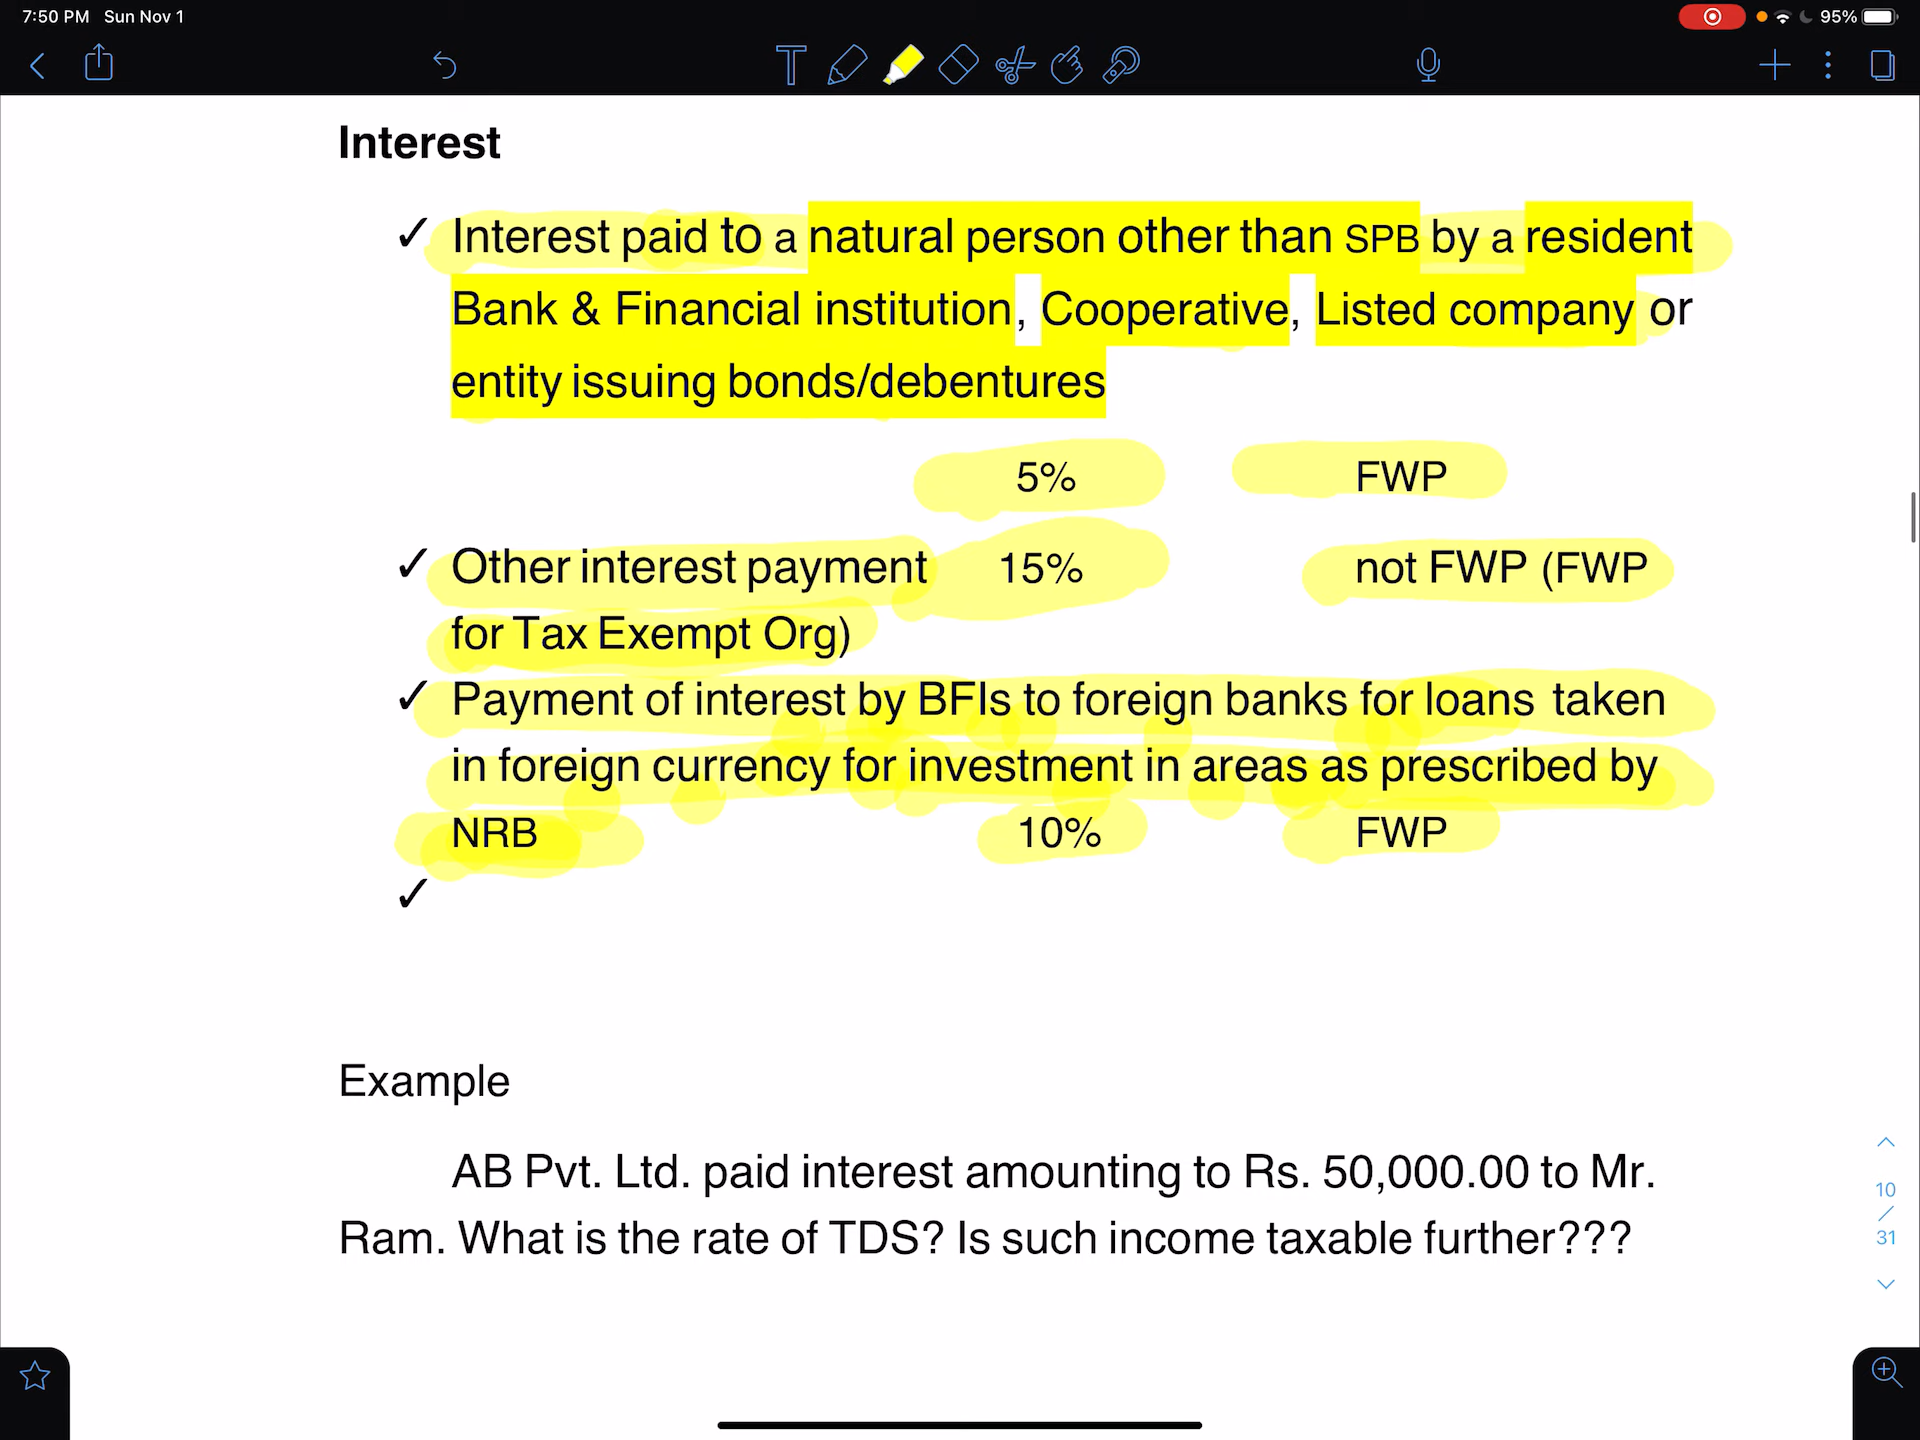 7:50 PM Sun Nov 1
95%
Interest
✓ Interest paid to a natural person other than SPB by a resident
Bank & Financial institution, Cooperative, Listed company or
entity issuing bonds/debentures
5% FWP
✓ Other interest payment 15% not FWP (FWP
for Tax Exempt Org)
✓ Payment of interest by BFIs to foreign banks for loans taken
in foreign currency for investment in areas as prescribed by
NRB 10% FWP
✓
Example
AB Pvt. Ltd. paid interest amounting to Rs. 50,000.00 to Mr.
Ram. What is the rate of TDS? Is such income taxable further???
10
/
31